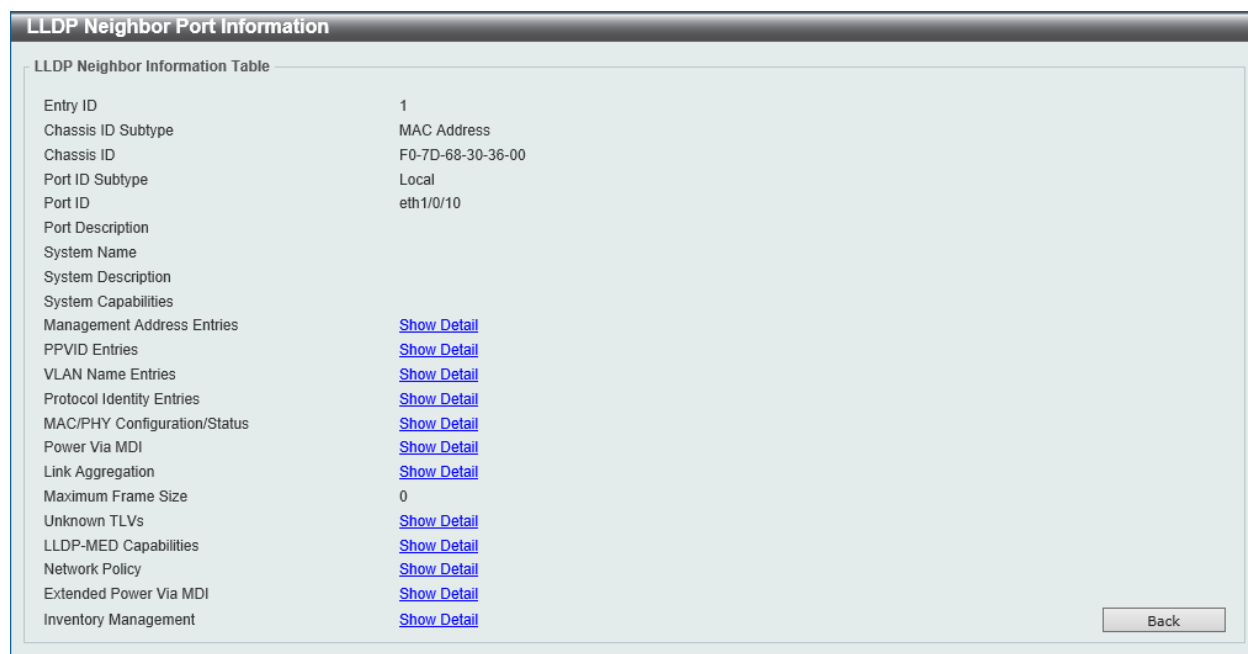 LLDP Neighbor Port Information
LLDP Neighbor Information Table
Entry ID 1
Chassis ID Subtype MAC Address
Chassis ID F0-7D-68-30-36-00
Port ID Subtype Local
Port ID eth1/0/10
Port Description
System Name
System Description
System Capabilities
Management Address Entries Show Detail
PPVID Entries Show Detail
VLAN Name Entries Show Detail
Protocol Identity Entries Show Detail
MAC/PHY Configuration/Status Show Detail
Power Via MDI Show Detail
Link Aggregation Show Detail
Maximum Frame Size 0
Unknown TLVs Show Detail
LLDP-MED Capabilities Show Detail
Network Policy Show Detail
Extended Power Via MDI Show Detail
Inventory Management Show Detail
Back